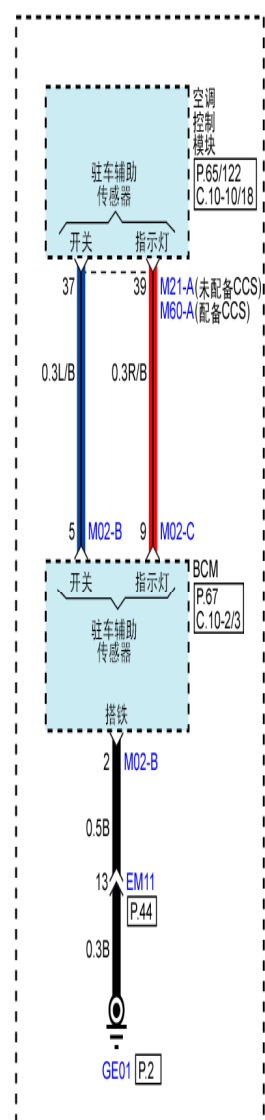 空调
控制
模块
P.65/122
C.10-10/18
驻车辅助
传感器
开关 指示灯
37 39 M21-A(未配备CCS)
M60-A(配备CCS)
0.3L/B 0.3R/B
5 M02-B 9 M02-C
BCM
P.67
C.10-2/3
开关 指示灯
驻车辅助
传感器
搭铁
2 M02-B
0.5B
13 EM11
P.44
0.3B
GE01 P.2